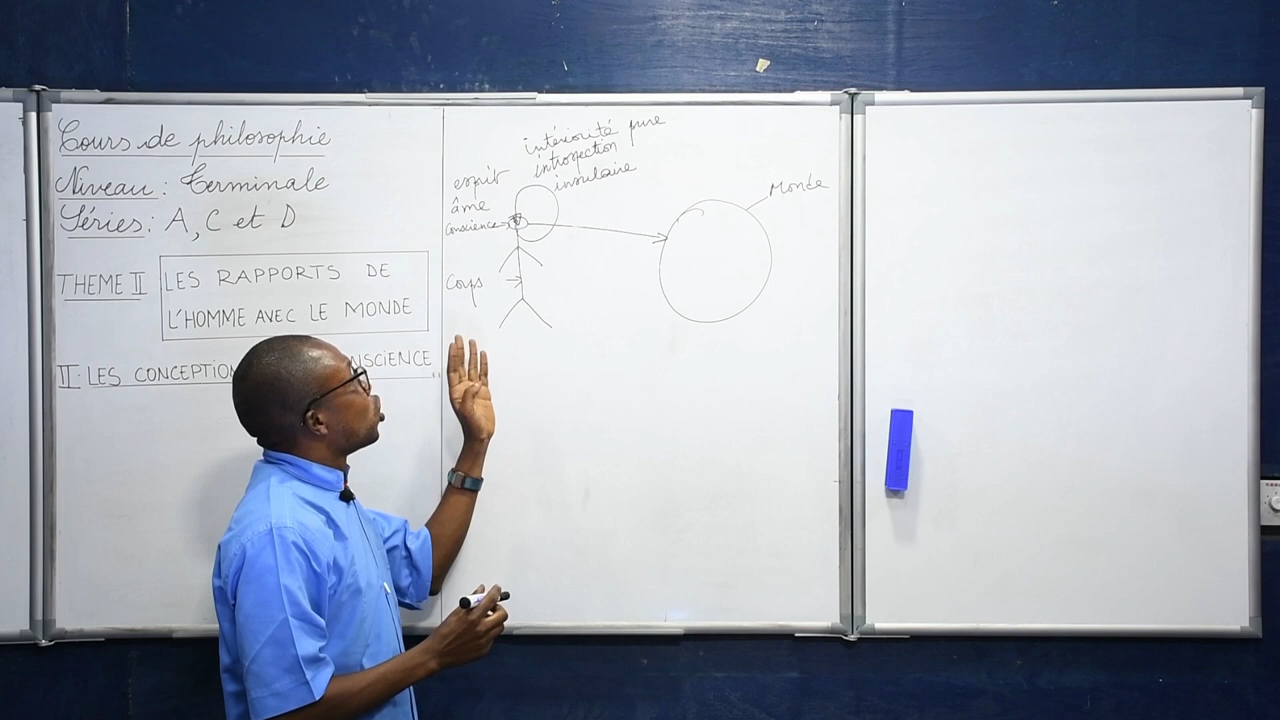 Cours de philosophie
Niveau : Terminale
Séries : A, C et D
THEME II
LES RAPPORTS DE
L'HOMME AVEC LE MONDE
II. LES CONCEPTION
NSCIENCE
intériorité pure
introspection
insulaire
esprit
âme
conscience
Corps
Monde